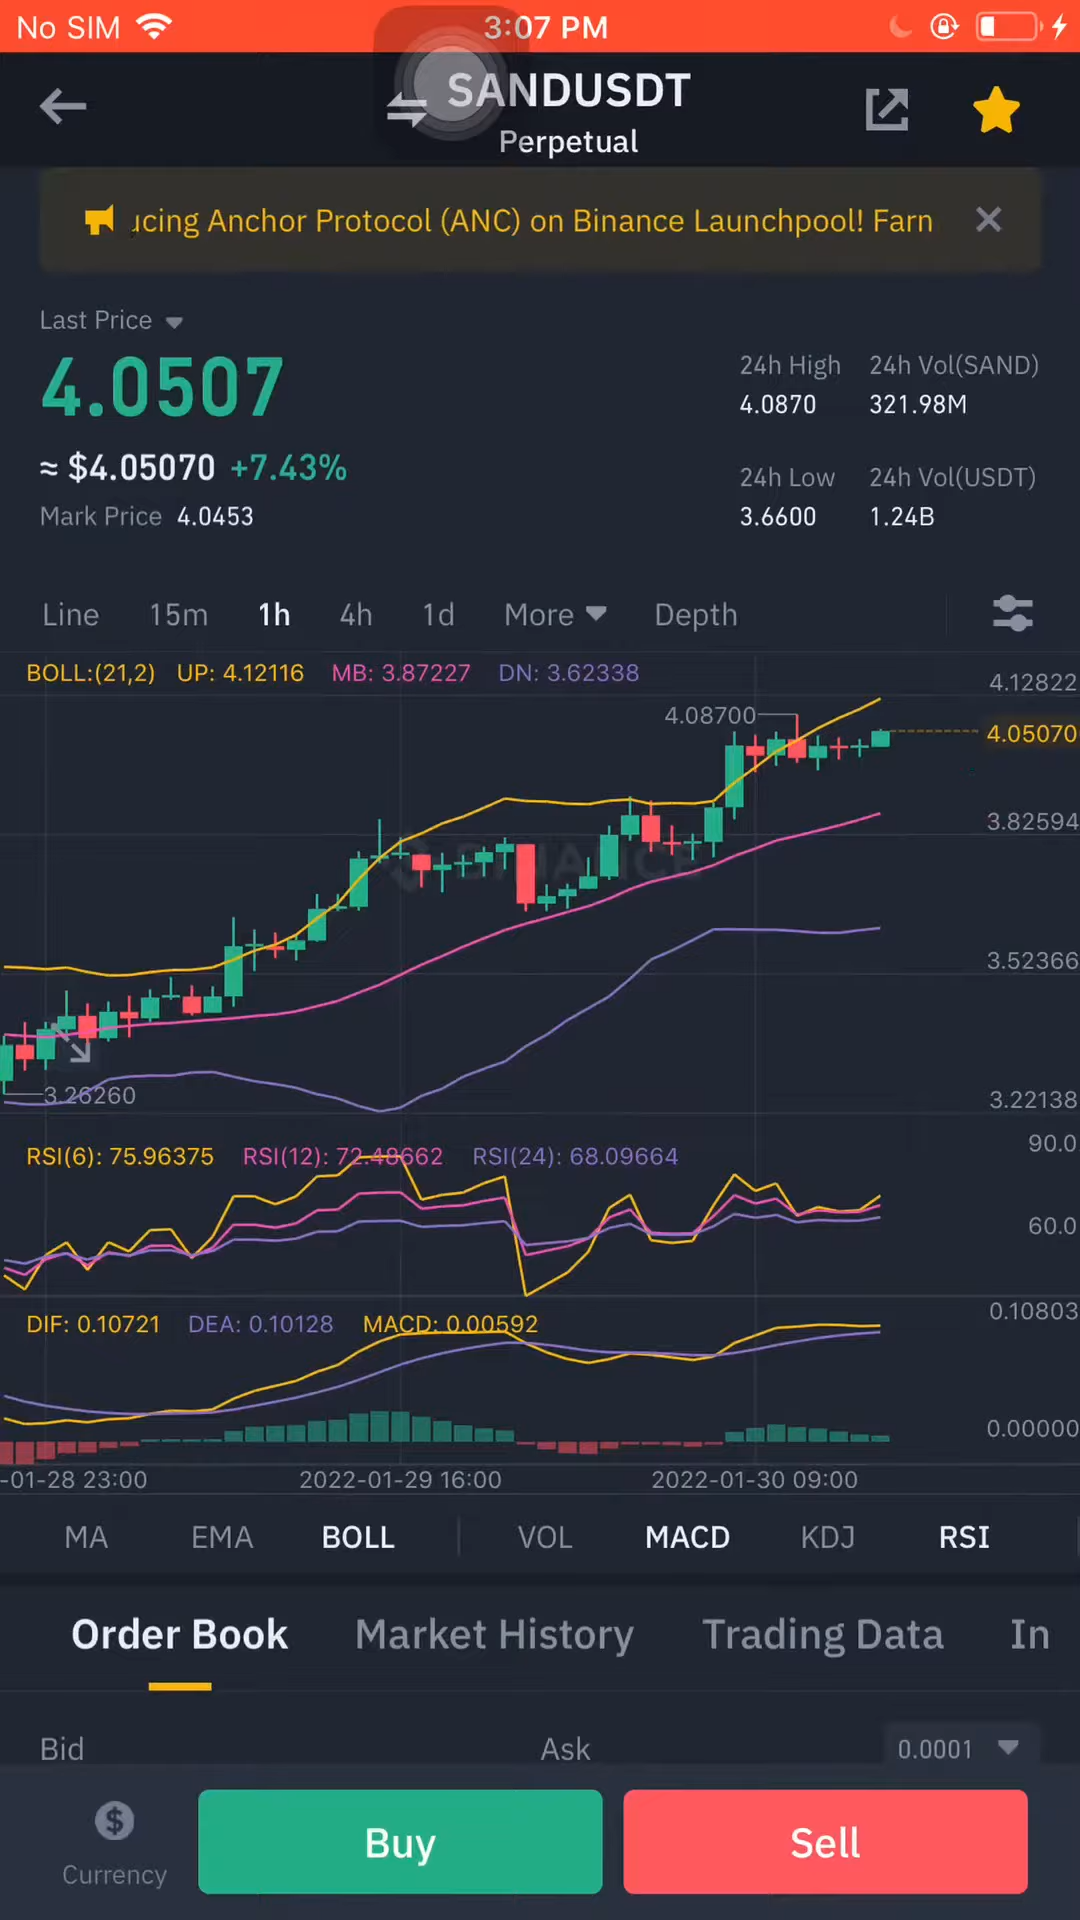 No SIM 3:07 PM
SANDUSDT
Perpetual
ucing Anchor Protocol (ANC) on Binance Launchpool! Farn
Last Price
4.0507
≈ $4.05070 +7.43%
Mark Price 4.0453
24h High 24h Vol(SAND)
4.0870 321.98M
24h Low 24h Vol(USDT)
3.6600 1.24B
Line 15m 1h 4h 1d More Depth
BOLL:(21,2) UP: 4.12116 MB: 3.87227 DN: 3.62338
4.12822
4.08700
4.05070
3.82594
BINANCE
3.52366
3.26260
3.22138
RSI(6): 75.96375 RSI(12): 72.48662 RSI(24): 68.09664
90.0
60.0
DIF: 0.10721 DEA: 0.10128 MACD: 0.00592
0.10803
0.00000
-01-28 23:00 2022-01-29 16:00 2022-01-30 09:00
MA EMA BOLL VOL MACD KDJ RSI
Order Book Market History Trading Data In
Bid Ask 0.0001
$
Currency Buy Sell